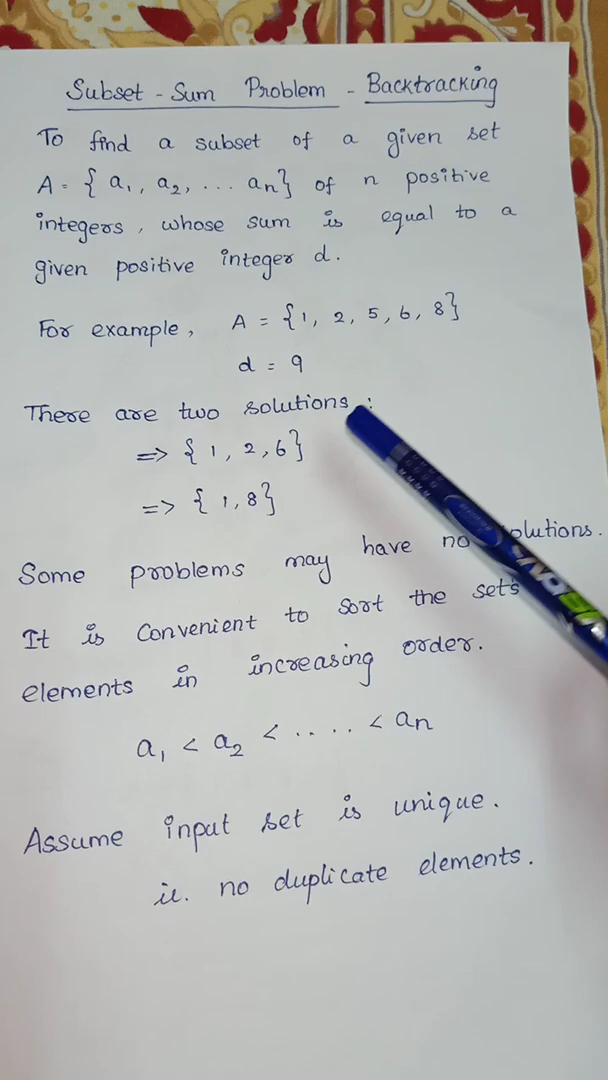 Subset - Sum Problem - Backtracking
To find a subset of a given set
A = { a1, a2, ... an} of n positive
integers, whose sum is equal to a
given positive integer d.
For example, A = {1, 2, 5, 6, 8}
d = 9
There are two solutions:
=> { 1, 2, 6}
=> { 1, 8}
Some problems may have no solutions.
It is convenient to sort the set's
elements in increasing order.
a1 < a2 < ..... < an
Assume input set is unique.
ie. no duplicate elements.